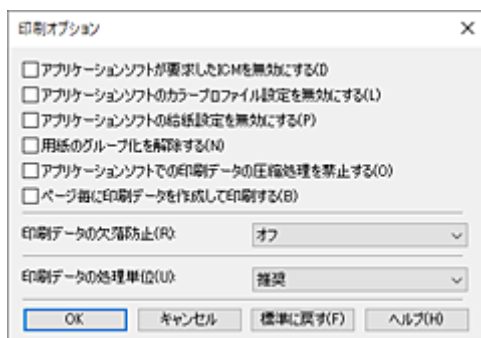 印刷オプション
アプリケーションソフトが要求したICMを無効にする(I
アプリケーションソフトのカラープロファイル設定を無効にする(L)
アプリケーションソフトの給紙設定を無効にする(P)
用紙のグループ化を解除する(N)
アプリケーションソフトでの印刷データの圧縮処理を禁止する(O)
ページ毎に印刷データを作成して印刷する(B)
印刷データの欠落防止(R): オフ
印刷データの処理単位(U): 推奨
OK キャンセル 標準に戻す(F) ヘルプ(H)